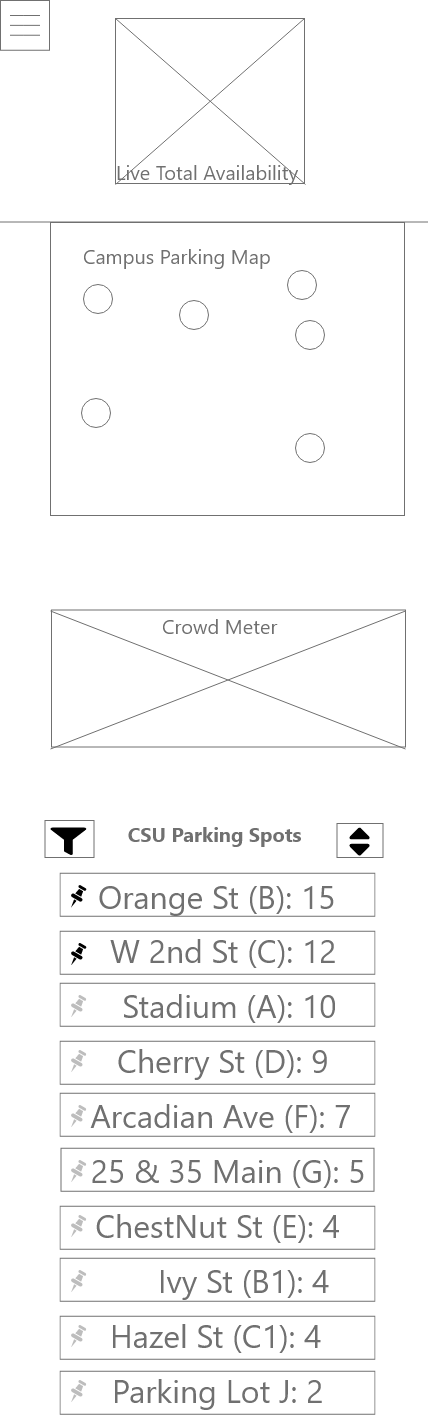 Live Total Availability
Campus Parking Map
Crowd Meter
CSU Parking Spots
Orange St (B): 15
W 2nd St (C): 12
Stadium (A): 10
Cherry St (D): 9
Arcadian Ave (F): 7
25 & 35 Main (G): 5
ChestNut St (E): 4
Ivy St (B1): 4
Hazel St (C1): 4
Parking Lot J: 2